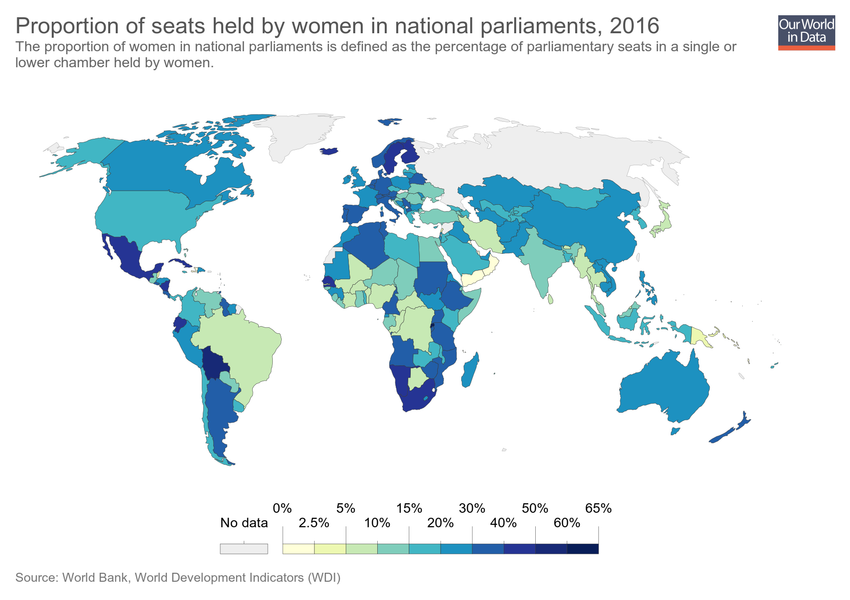 Proportion of seats held by women in national parliaments, 2016
The proportion of women in national parliaments is defined as the percentage of parliamentary seats in a single or
lower chamber held by women.
Our World
in Data
0% 5% 15% 30% 50% 65%
No data 2.5% 10% 20% 40% 60%
Source: World Bank, World Development Indicators (WDI)